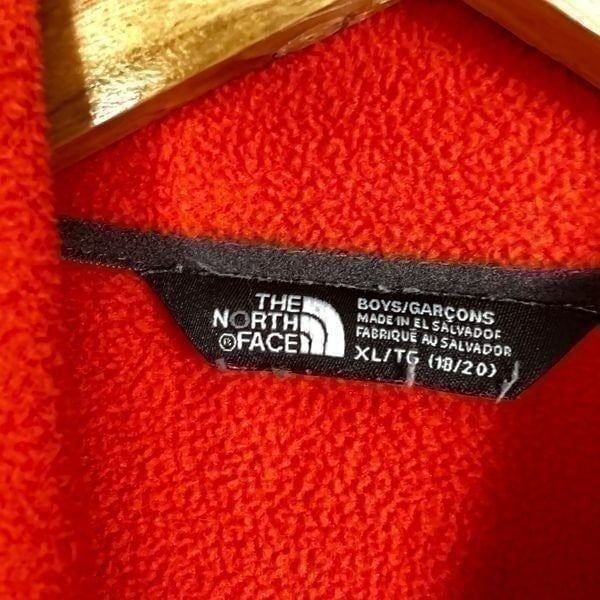 THE
NORTH
®FACE
BOYS/GARÇONS
MADE IN EL SALVADOR
FABRIQUÉ AU SALVADOR
XL/TG (18/20)